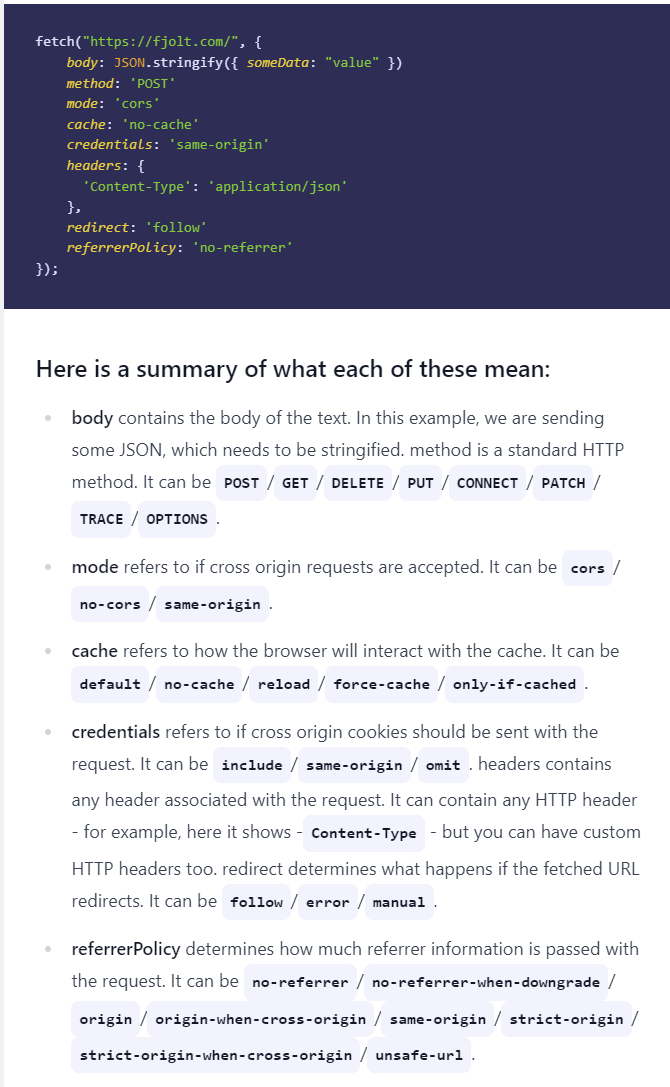 fetch("https://fjolt.com/", {
    body: JSON.stringify({ someData: "value" })
    method: 'POST'
    mode: 'cors'
    cache: 'no-cache'
    credentials: 'same-origin'
    headers: {
      'Content-Type': 'application/json'
    },
    redirect: 'follow'
    referrerPolicy: 'no-referrer'
});
Here is a summary of what each of these mean:
• body contains the body of the text. In this example, we are sending
some JSON, which needs to be stringified. method is a standard HTTP
method. It can be POST / GET / DELETE / PUT / CONNECT / PATCH /
TRACE / OPTIONS .
• mode refers to if cross origin requests are accepted. It can be cors /
no-cors / same-origin .
• cache refers to how the browser will interact with the cache. It can be
default / no-cache / reload / force-cache / only-if-cached .
• credentials refers to if cross origin cookies should be sent with the
request. It can be include / same-origin / omit . headers contains
any header associated with the request. It can contain any HTTP header
- for example, here it shows - Content-Type - but you can have custom
HTTP headers too. redirect determines what happens if the fetched URL
redirects. It can be follow / error / manual .
• referrerPolicy determines how much referrer information is passed with
the request. It can be no-referrer / no-referrer-when-downgrade /
origin / origin-when-cross-origin / same-origin / strict-origin /
strict-origin-when-cross-origin / unsafe-url .